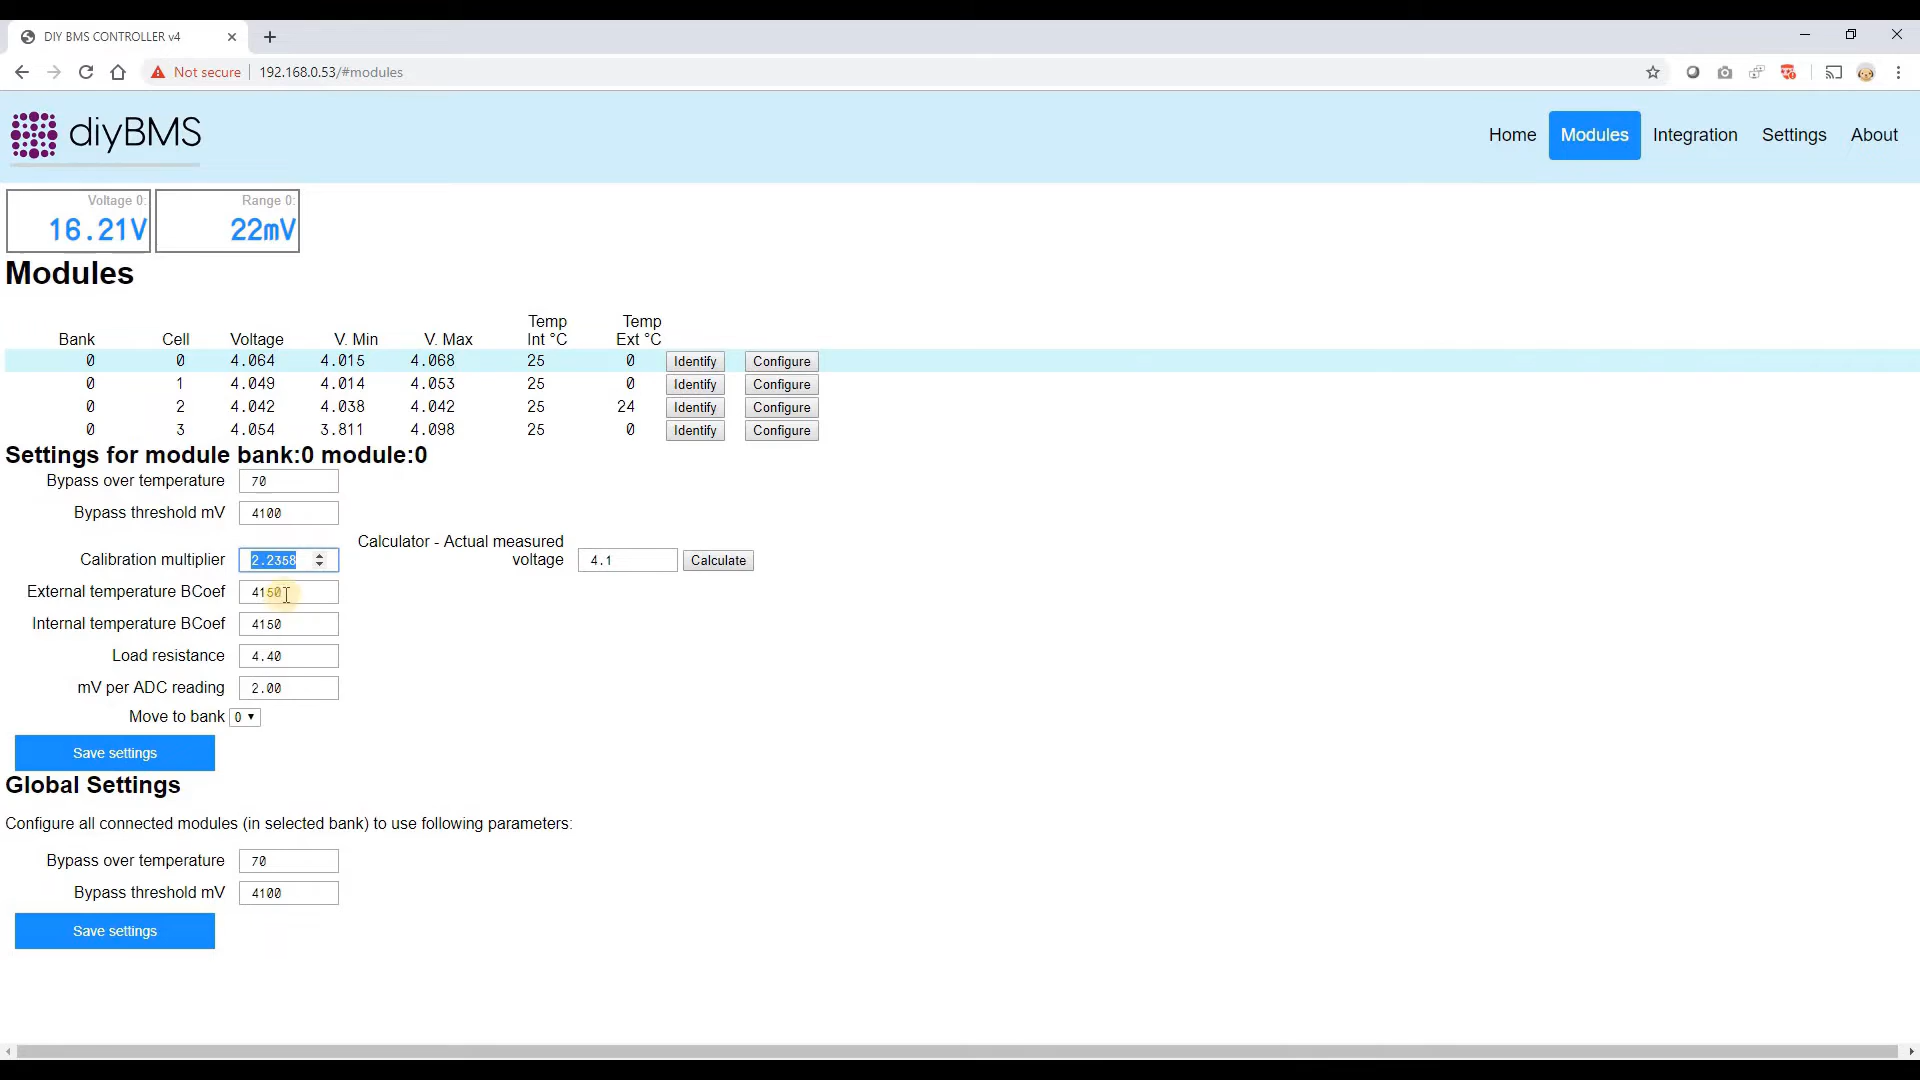 DIY BMS CONTROLLER v4
Not secure 192.168.0.53/#modules
diyBMS
Home Modules Integration Settings About
Voltage 0: Range 0:
16.21V 22mV
Modules
Temp Temp
Bank Cell Voltage V. Min V. Max Int °C Ext °C
0 0 4.064 4.015 4.068 25 0 Identify Configure
0 1 4.049 4.014 4.053 25 0 Identify Configure
0 2 4.042 4.038 4.042 25 24 Identify Configure
0 3 4.054 3.811 4.098 25 0 Identify Configure
Settings for module bank:0 module:0
Bypass over temperature 70
Bypass threshold mV 4100
Calculator - Actual measured
Calibration multiplier 2.2358 voltage 4.1 Calculate
External temperature BCoef 4150
Internal temperature BCoef 4150
Load resistance 4.40
mV per ADC reading 2.00
Move to bank 0
Save settings
Global Settings
Configure all connected modules (in selected bank) to use following parameters:
Bypass over temperature 70
Bypass threshold mV 4100
Save settings